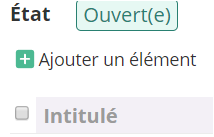 État Ouvert(e)
Ajouter un élément
Intitulé